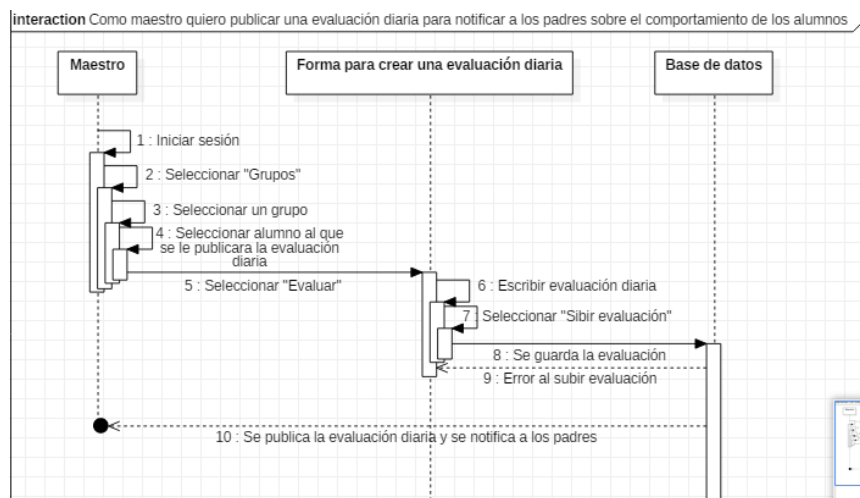 interaction Como maestro quiero publicar una evaluación diaria para notificar a los padres sobre el comportamiento de los alumnos
Maestro
Forma para crear una evaluación diaria
Base de datos
1 : Iniciar sesión
2 : Seleccionar "Grupos"
3 : Seleccionar un grupo
4 : Seleccionar alumno al que
se le publicara la evaluación
diaria
5 : Seleccionar "Evaluar"
6 : Escribir evaluación diaria
7 : Seleccionar "Sibir evaluación"
8 : Se guarda la evaluación
9 : Error al subir evaluación
10 : Se publica la evaluación diaria y se notifica a los padres